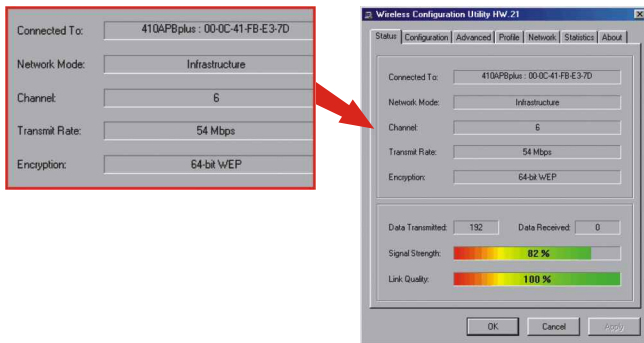 Connected To: 410APBplus : 00-0C-41-FB-E3-7D
Network Mode: Infrastructure
Channel: 6
Transmit Rate: 54 Mbps
Encryption: 64-bit WEP
Wireless Configuration Utility HW.21
Status Configuration Advanced Profile Network Statistics About
Connected To: 410APBplus : 00-0C-41-FB-E3-7D
Network Mode: Infrastructure
Channel: 6
Transmit Rate: 54 Mbps
Encryption: 64-bit WEP
Data Transmitted: 192 Data Received: 0
Signal Strength: 82 %
Link Quality: 100 %
OK Cancel Apply